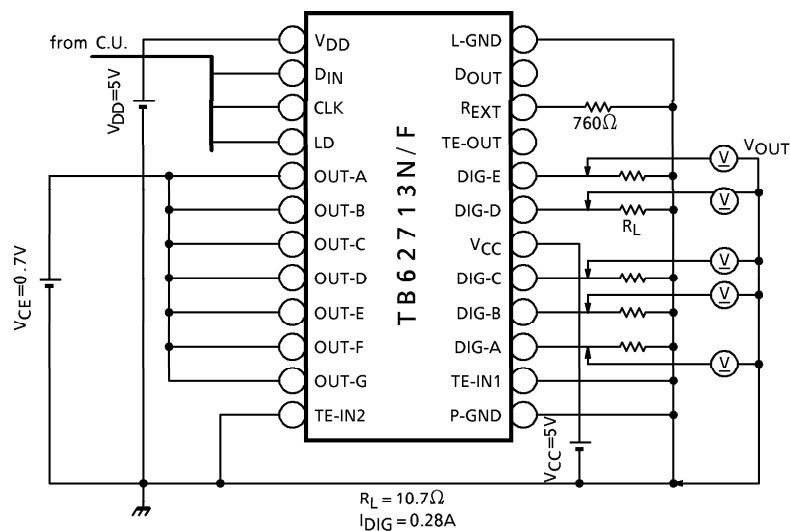 from C.U.
VDD=5V
VCE=0.7V
VDD
DIN
CLK
LD
OUT-A
OUT-B
OUT-C
OUT-D
OUT-E
OUT-F
OUT-G
TE-IN2
TB62713N/F
L-GND
DOUT
REXT
TE-OUT
DIG-E
DIG-D
VCC
DIG-C
DIG-B
DIG-A
TE-IN1
P-GND
760Ω
VOUT
V
V
RL
V
V
V
VCC=5V
RL = 10.7Ω
IDIG = 0.28A